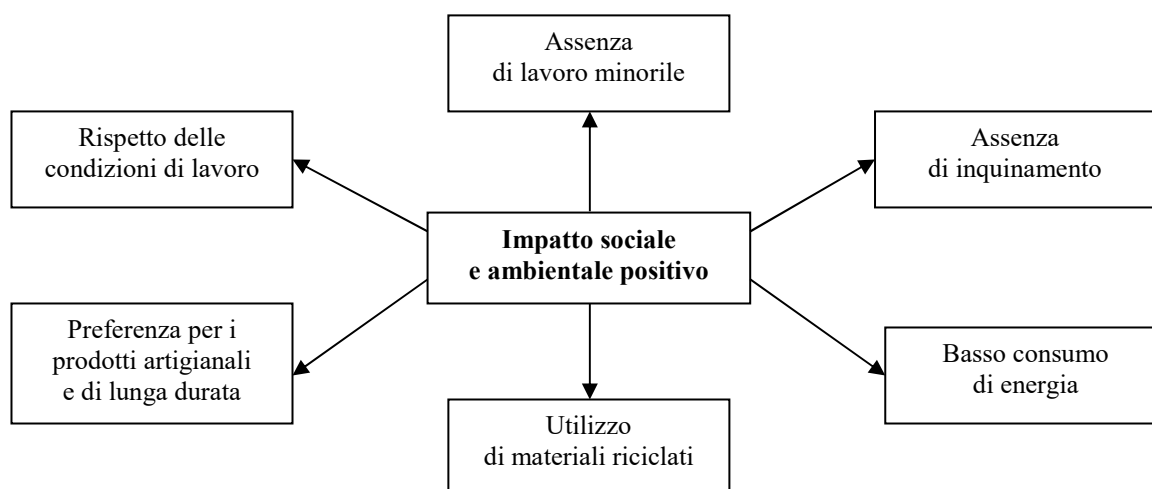 Assenza
di lavoro minorile
Rispetto delle
condizioni di lavoro
Assenza
di inquinamento
Impatto sociale
e ambientale positivo
Preferenza per i
prodotti artigianali
e di lunga durata
Basso consumo
di energia
Utilizzo
di materiali riciclati